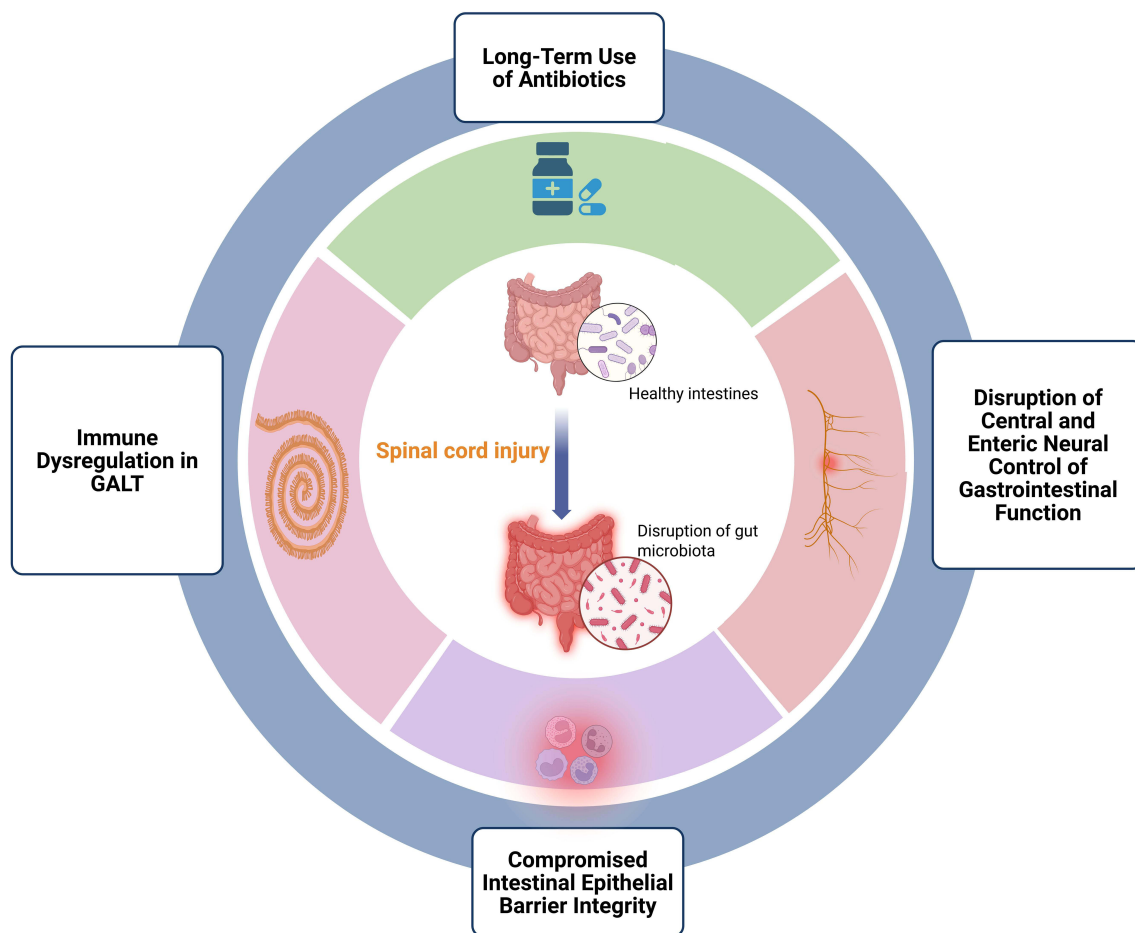 Long-Term Use
of Antibiotics
Healthy intestines
Spinal cord injury
Disruption of gut
microbiota
Immune
Dysregulation in
GALT
Disruption of
Central and
Enteric Neural
Control of
Gastrointestinal
Function
Compromised
Intestinal Epithelial
Barrier Integrity